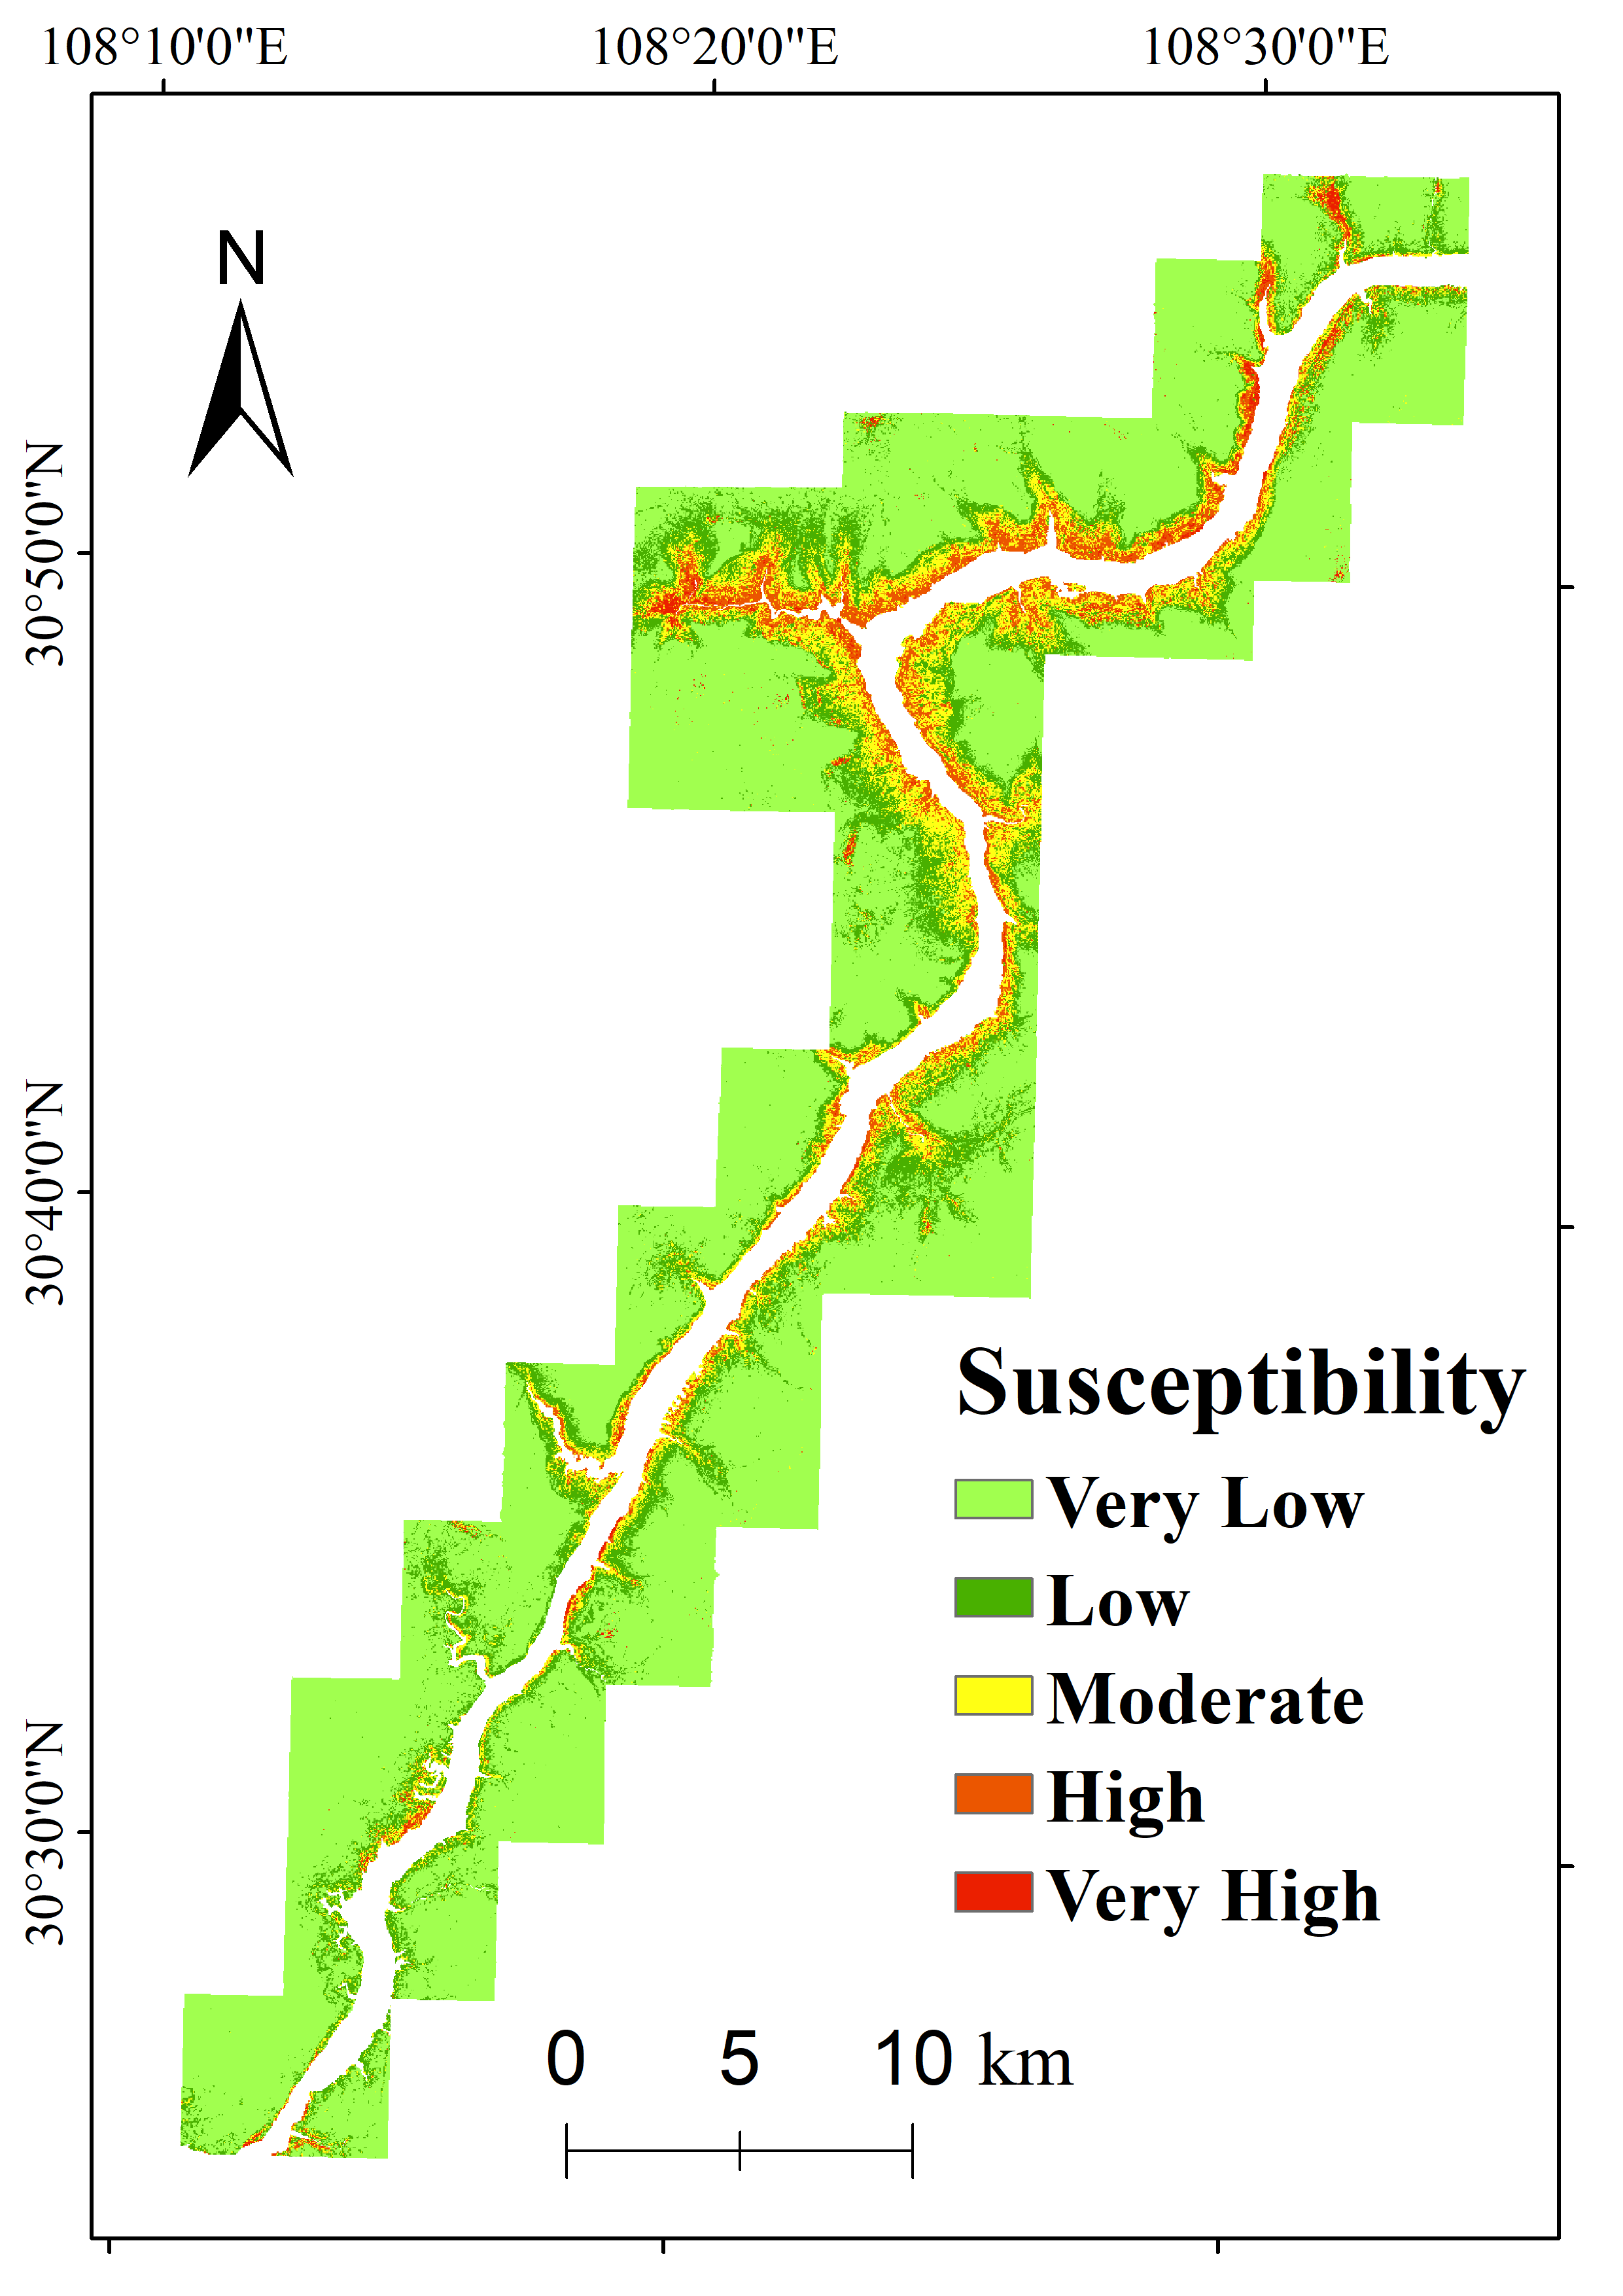 108°10'0"E
108°20'0"E
108°30'0"E
N
30°50'0"N
30°40'0"N
30°30'0"N
Susceptibility
Very Low
Low
Moderate
High
Very High
0 5 10 km